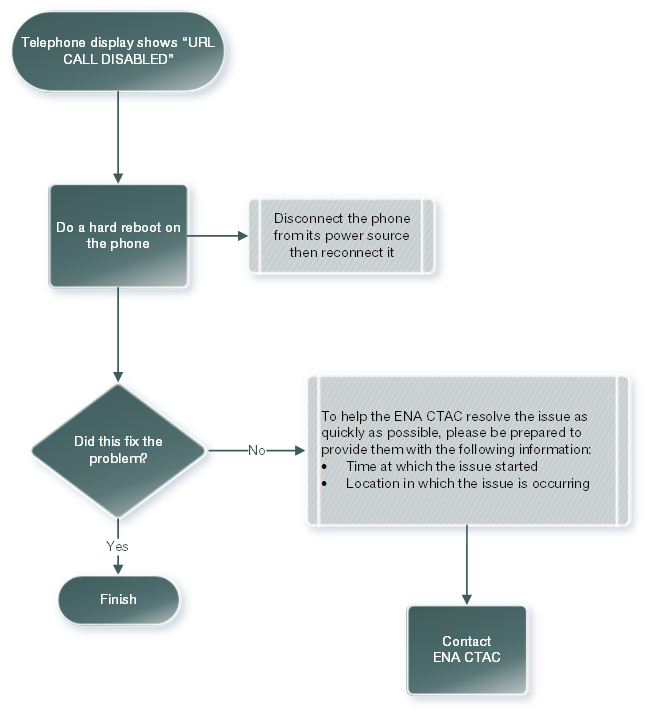 Telephone display shows “URL
CALL DISABLED”
Do a hard reboot on
the phone
Disconnect the phone
from its power source
then reconnect it
Did this fix the
problem?
No
To help the ENA CTAC resolve the issue as
quickly as possible, please be prepared to
provide them with the following information:
• Time at which the issue started
• Location in which the issue is occurring
Yes
Finish
Contact
ENA CTAC